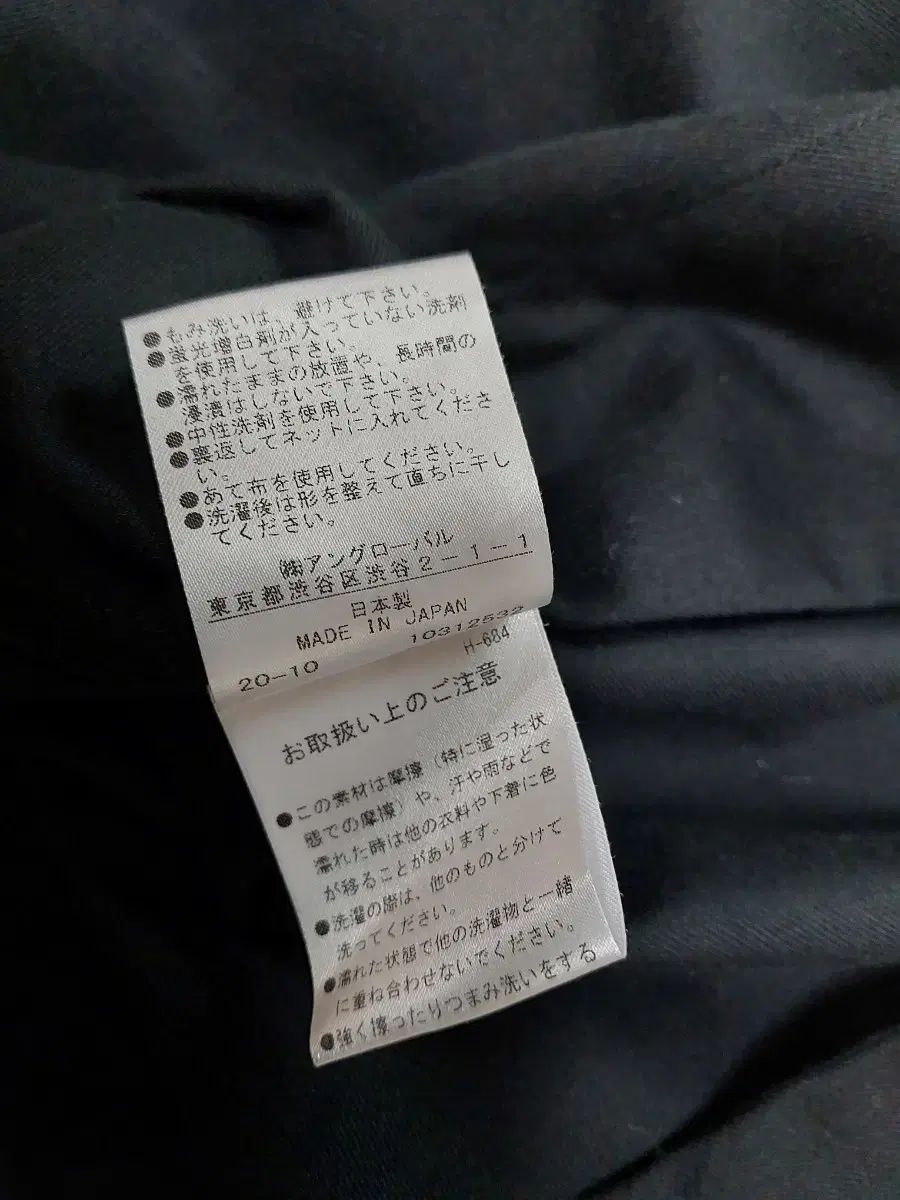 ●もみ洗いは、避けて下さい。
●蛍光増白剤が入っていない洗剤
を使用して下さい。
●濡れたままの放置や、長時間の
浸漬はしないで下さい。
●中性洗剤を使用して下さい。
●裏返してネットに入れてくださ
い。
●あて布を使用してください。
●洗濯後は形を整えて直ちに干し
てください。
㈱アングローバル
東京都渋谷区渋谷2-1-1
日本製
MADE IN JAPAN
20-10 10312532
H-684
お取扱い上のご注意
●この素材は摩擦(特に湿った状
態での摩擦)や、汗や雨などで
濡れた時は他の衣料や下着に色
が移ることがあります。
●洗濯の際は、他のものと分けて
洗ってください。
●濡れた状態で他の洗濯物と一緒
に重ね合わせないでください。
●強く擦ったりつまみ洗いをする